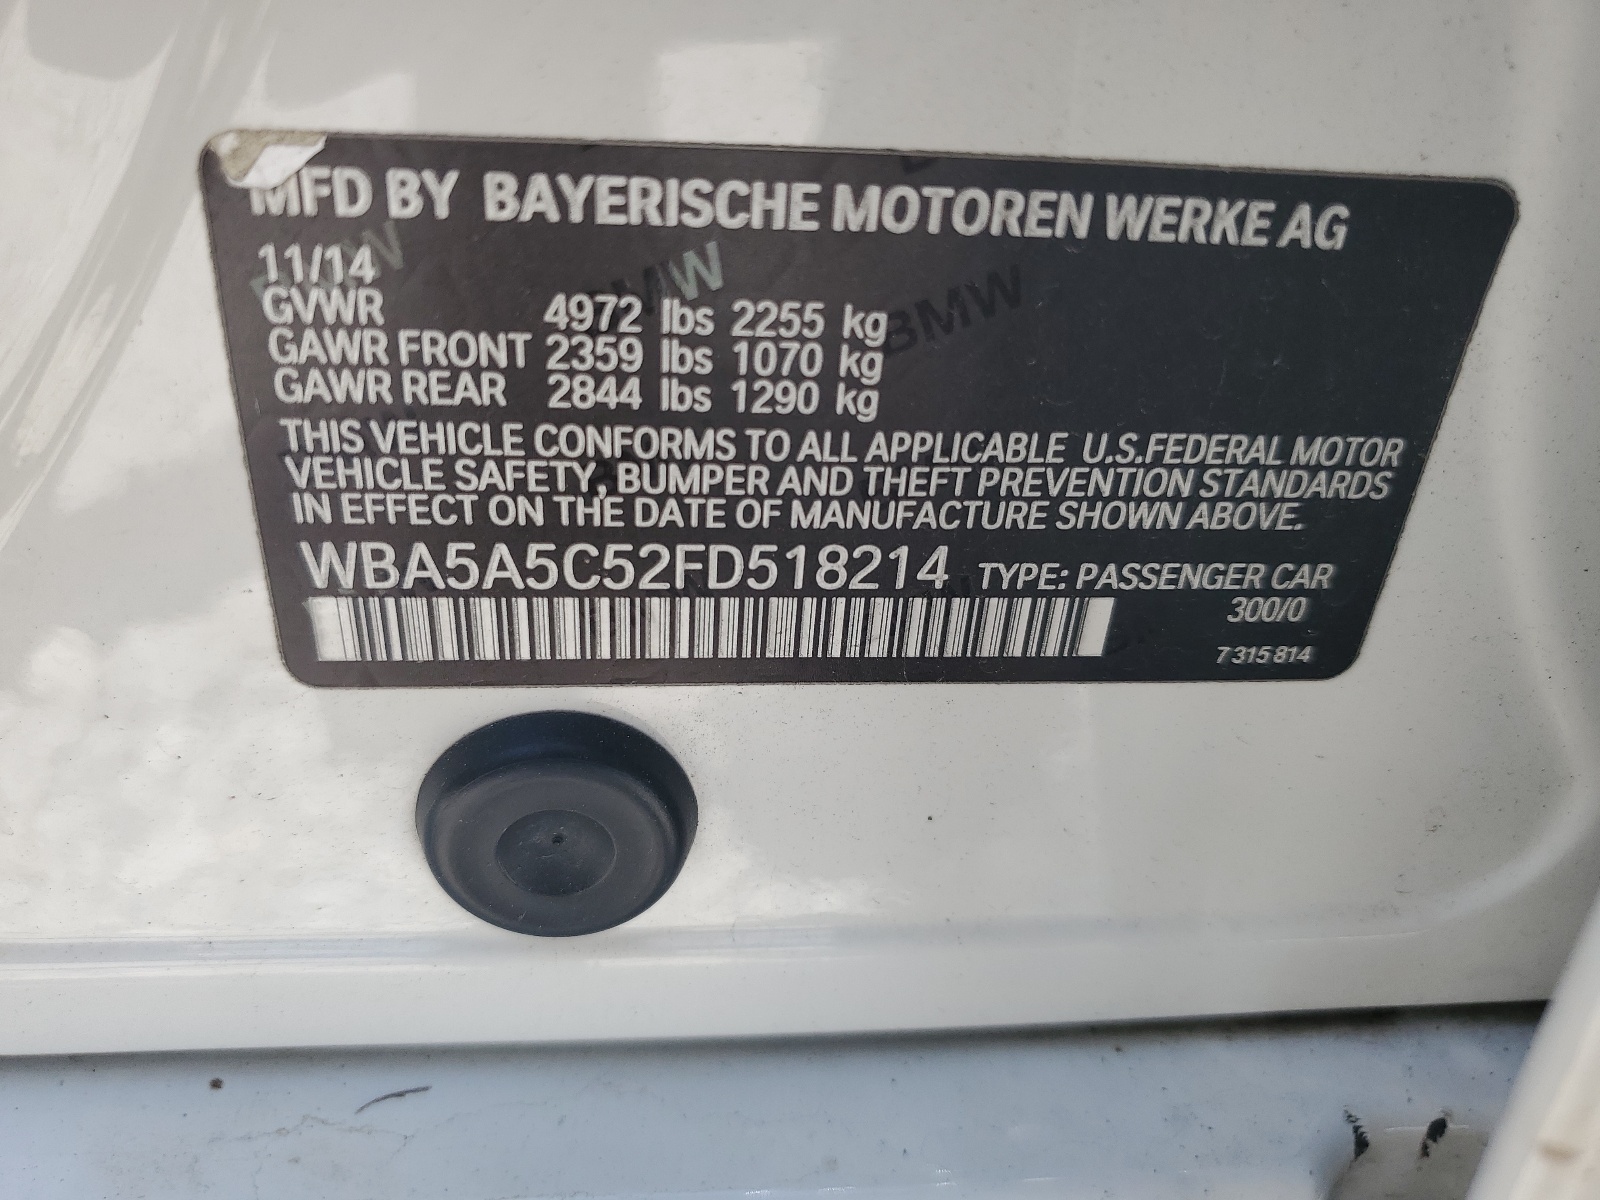 MFD BY BAYERISCHE MOTOREN WERKE AG
11/14
GVWR 4972 lbs 2255 kg
GAWR FRONT 2359 lbs 1070 kg
GAWR REAR 2844 lbs 1290 kg
THIS VEHICLE CONFORMS TO ALL APPLICABLE U.S.FEDERAL MOTOR
VEHICLE SAFETY, BUMPER AND THEFT PREVENTION STANDARDS
IN EFFECT ON THE DATE OF MANUFACTURE SHOWN ABOVE.
WBA5A5C52FD518214 TYPE: PASSENGER CAR
300/0
7 315 814
BMW
BMW